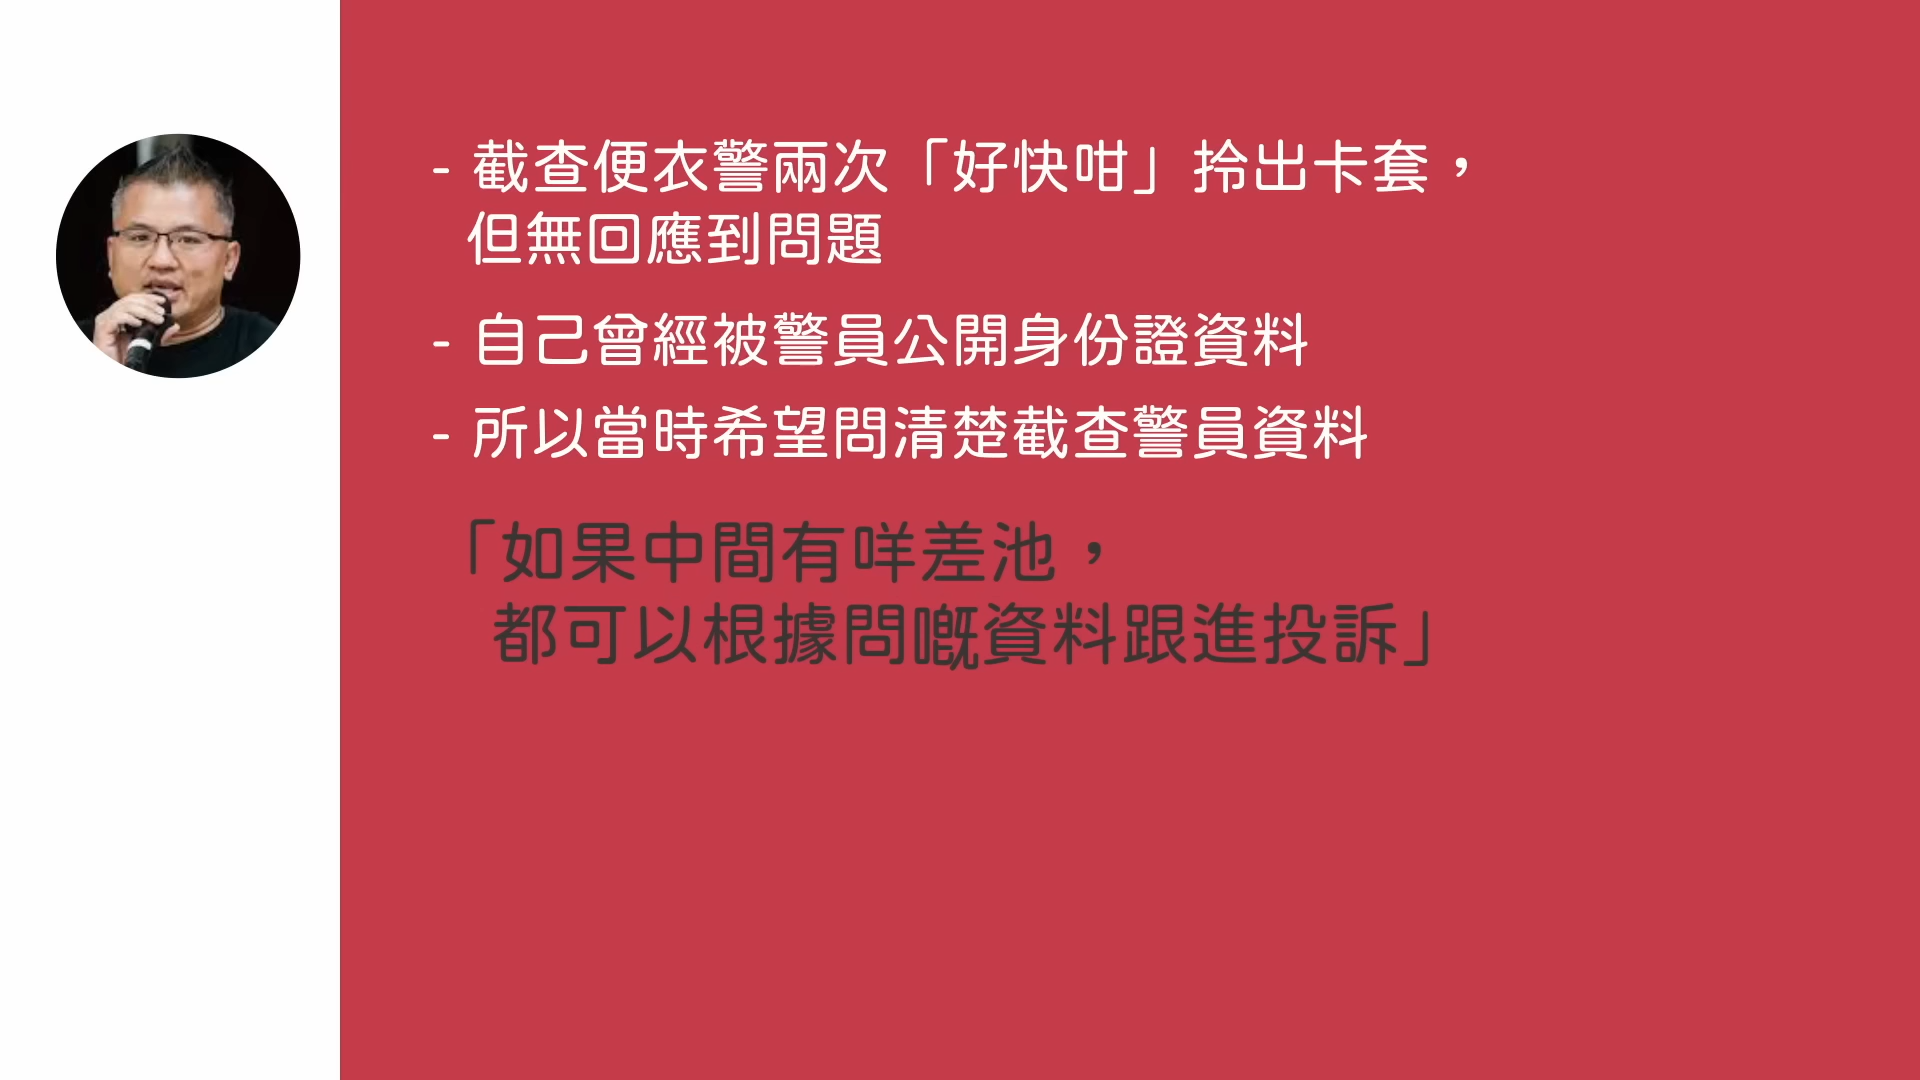 - 截查便衣警兩次「好快咁」拎出卡套，
但無回應到問題
- 自己曾經被警員公開身份證資料
- 所以當時希望問清楚截查警員資料
「如果中間有咩差池，
都可以根據問嘅資料跟進投訴」